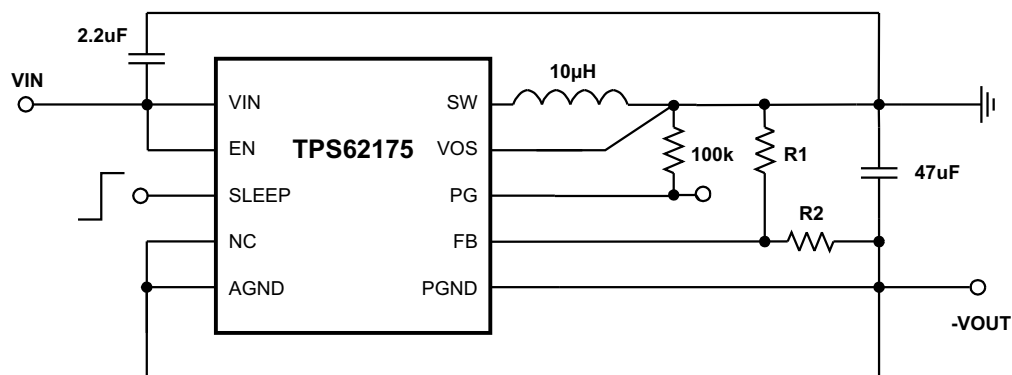 2.2uF
VIN
10µH
VIN
SW
EN
TPS62175
VOS
100k
R1
47uF
SLEEP
PG
R2
NC
FB
AGND
PGND
-VOUT